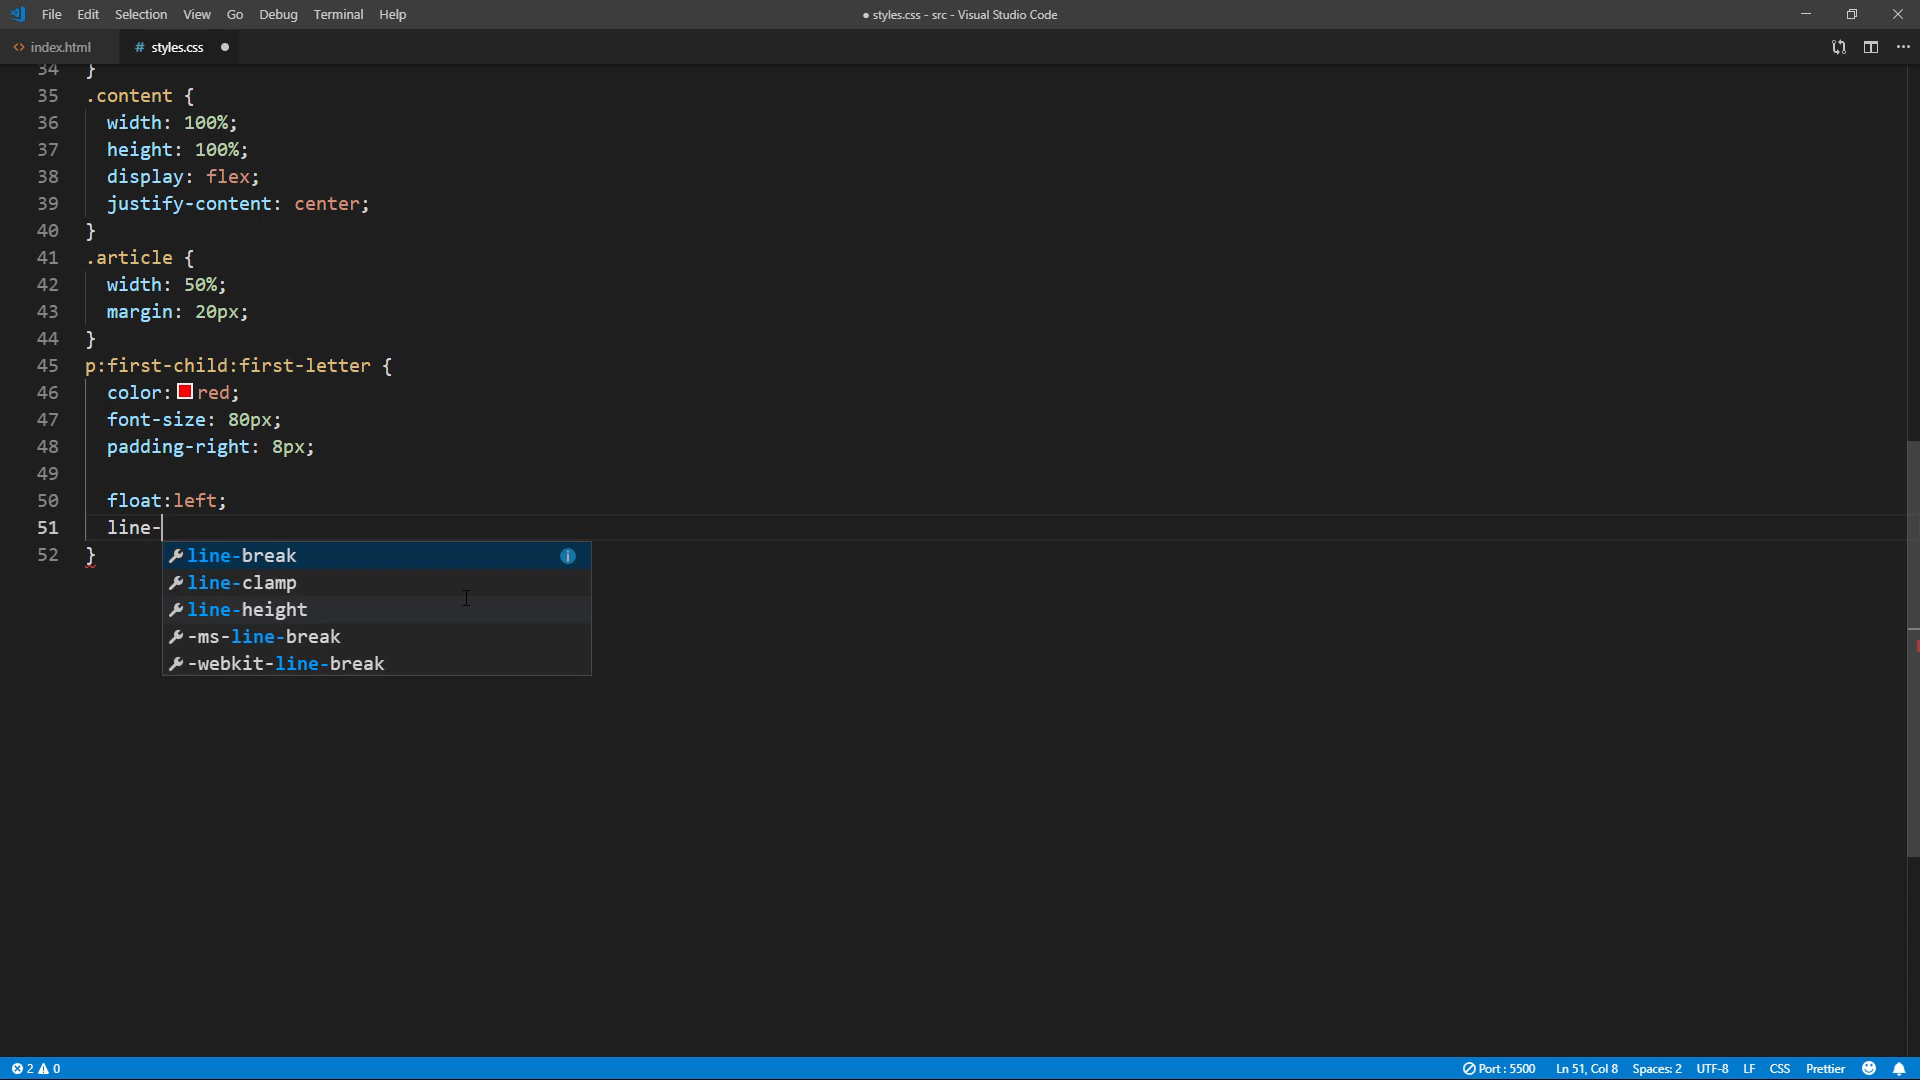 File Edit Selection View Go Debug Terminal Help
● styles.css - src - Visual Studio Code
<> index.html
# styles.css ●
34 }
35 .content {
36 width: 100%;
37 height: 100%;
38 display: flex;
39 justify-content: center;
40 }
41 .article {
42 width: 50%;
43 margin: 20px;
44 }
45 p:first-child:first-letter {
46 color: red;
47 font-size: 80px;
48 padding-right: 8px;
49
50 float:left;
51 line-
52 }
line-break
line-clamp
line-height
-ms-line-break
-webkit-line-break
2 0
Port : 5500 Ln 51, Col 8 Spaces: 2 UTF-8 LF CSS Prettier